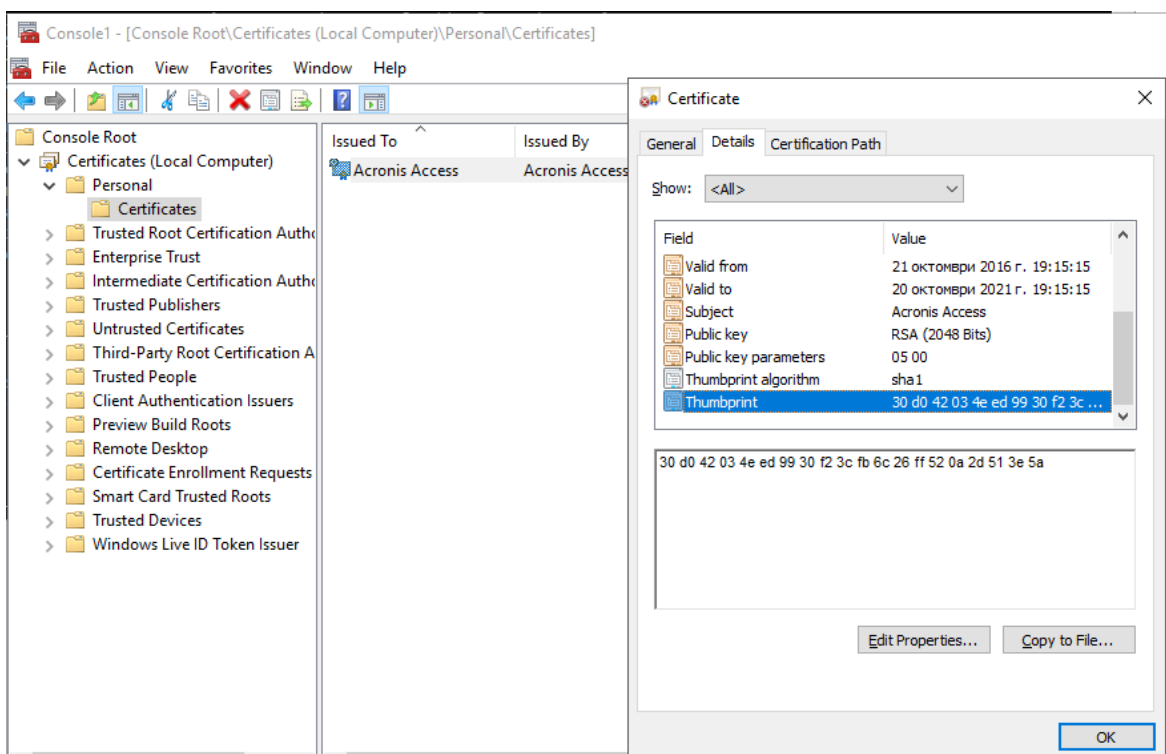 Console1 - [Console Root\Certificates (Local Computer)\Personal\Certificates]
File Action View Favorites Window Help
Console Root
Certificates (Local Computer)
Personal
Certificates
Trusted Root Certification Autho
Enterprise Trust
Intermediate Certification Autho
Trusted Publishers
Untrusted Certificates
Third-Party Root Certification A
Trusted People
Client Authentication Issuers
Preview Build Roots
Remote Desktop
Certificate Enrollment Requests
Smart Card Trusted Roots
Trusted Devices
Windows Live ID Token Issuer
Issued To Issued By
Acronis Access Acronis Access
Certificate
General Details Certification Path
Show: <All>
Field Value
Valid from 21 октомври 2016 г. 19:15:15
Valid to 20 октомври 2021 г. 19:15:15
Subject Acronis Access
Public key RSA (2048 Bits)
Public key parameters 05 00
Thumbprint algorithm sha1
Thumbprint 30 d0 42 03 4e ed 99 30 f2 3c ...
30 d0 42 03 4e ed 99 30 f2 3c fb 6c 26 ff 52 0a 2d 51 3e 5a
Edit Properties... Copy to File...
OK